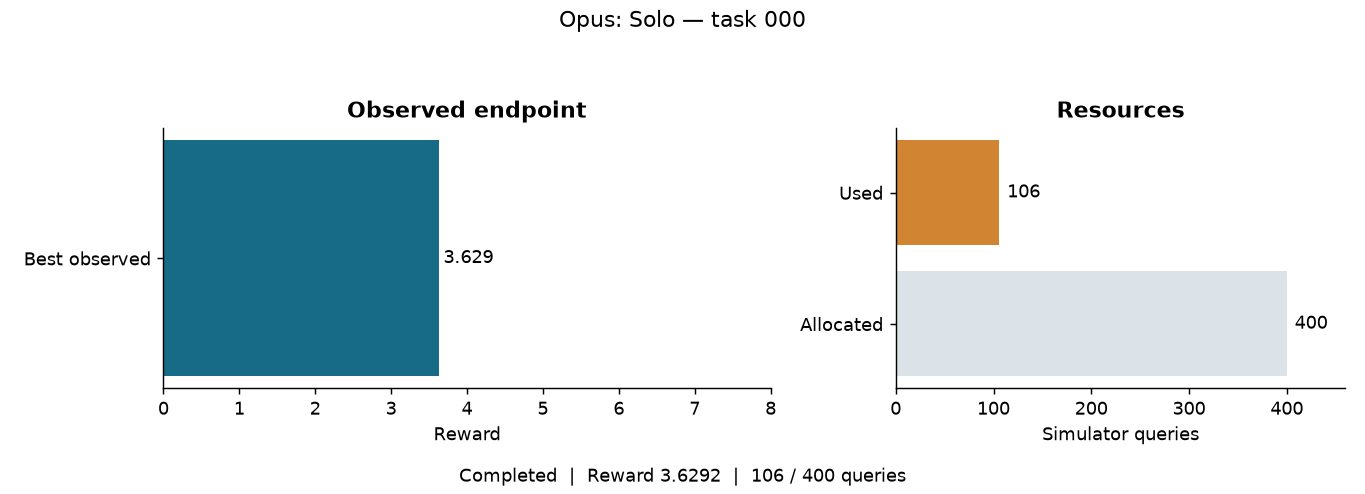 Opus: Solo — task 000
Observed endpoint
Best observed
3.629
0 1 2 3 4 5 6 7 8
Reward
Resources
Used
106
Allocated
400
0 100 200 300 400
Simulator queries
Completed | Reward 3.6292 | 106 / 400 queries